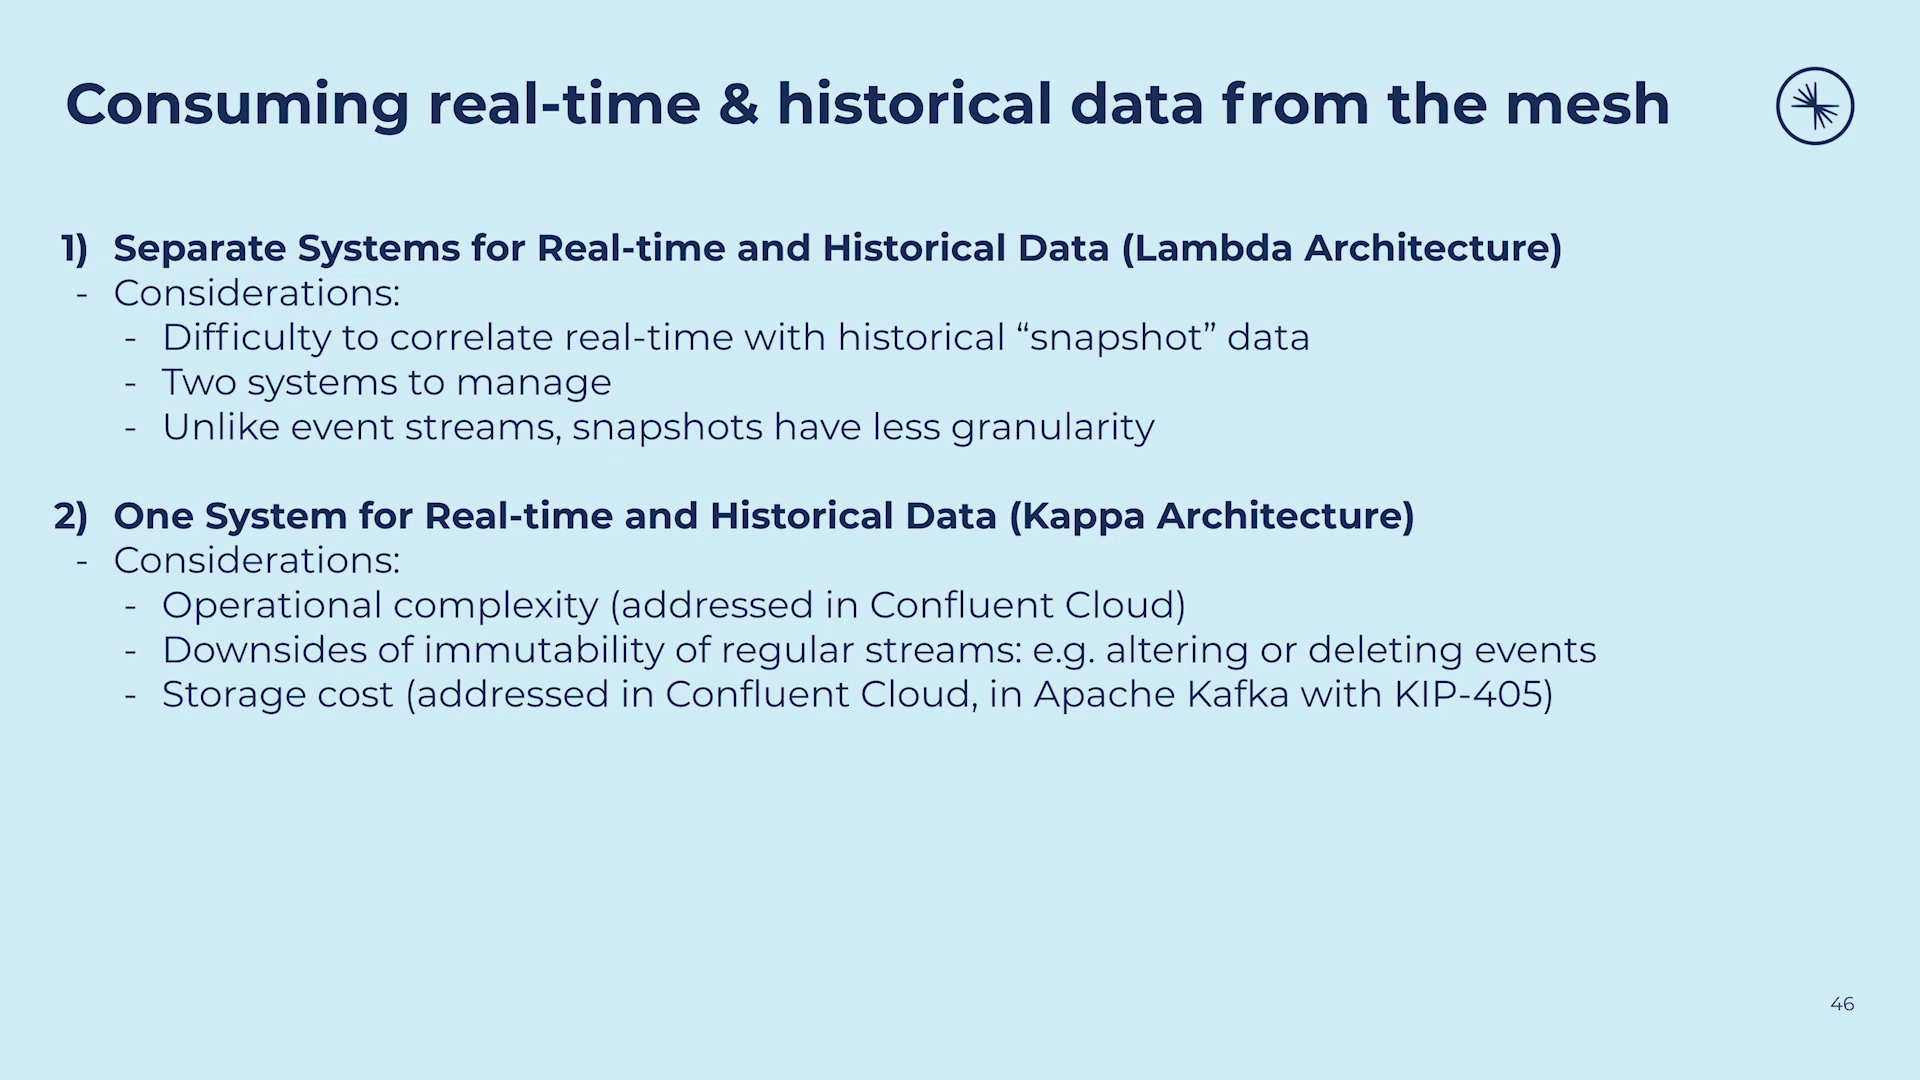 Consuming real-time & historical data from the mesh
1) Separate Systems for Real-time and Historical Data (Lambda Architecture)
- Considerations:
- Difficulty to correlate real-time with historical “snapshot” data
- Two systems to manage
- Unlike event streams, snapshots have less granularity
2) One System for Real-time and Historical Data (Kappa Architecture)
- Considerations:
- Operational complexity (addressed in Confluent Cloud)
- Downsides of immutability of regular streams: e.g. altering or deleting events
- Storage cost (addressed in Confluent Cloud, in Apache Kafka with KIP-405)
46